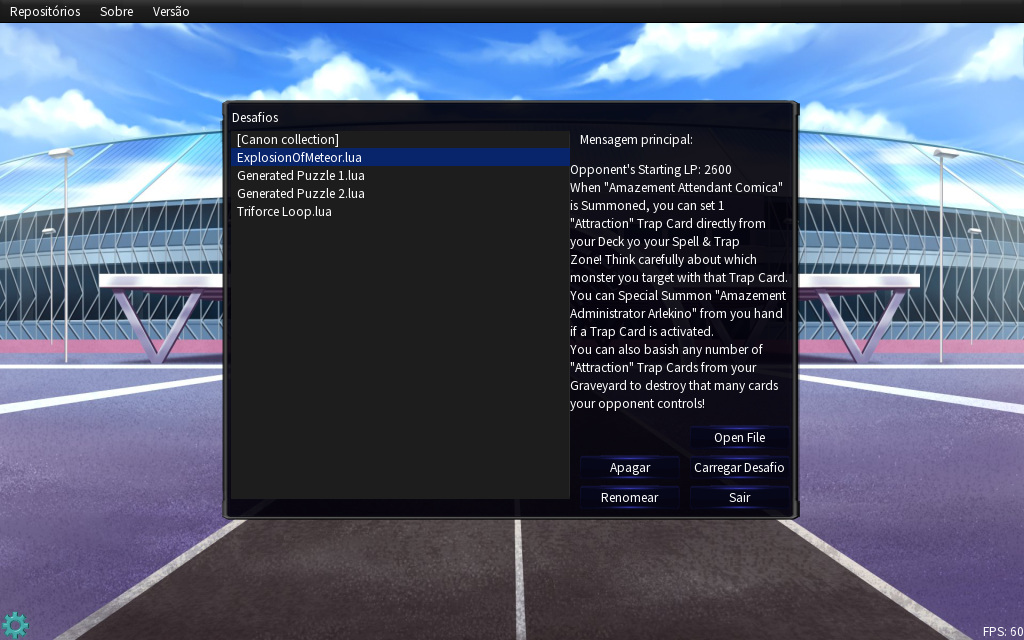 Repositórios Sobre Versão
Desafios
[Canon collection]
ExplosionOfMeteor.lua
Generated Puzzle 1.lua
Generated Puzzle 2.lua
Triforce Loop.lua
Mensagem principal:
Opponent's Starting LP: 2600
When "Amazement Attendant Comica"
is Summoned, you can set 1
"Attraction" Trap Card directly from
your Deck yo your Spell & Trap
Zone! Think carefully about which
monster you target with that Trap Card.
You can Special Summon "Amazement
Administrator Arlekino" from you hand
if a Trap Card is activated.
You can also basish any number of
"Attraction" Trap Cards from your
Graveyard to destroy that many cards
your opponent controls!
Open File
Apagar Carregar Desafio
Renomear Sair
FPS: 60